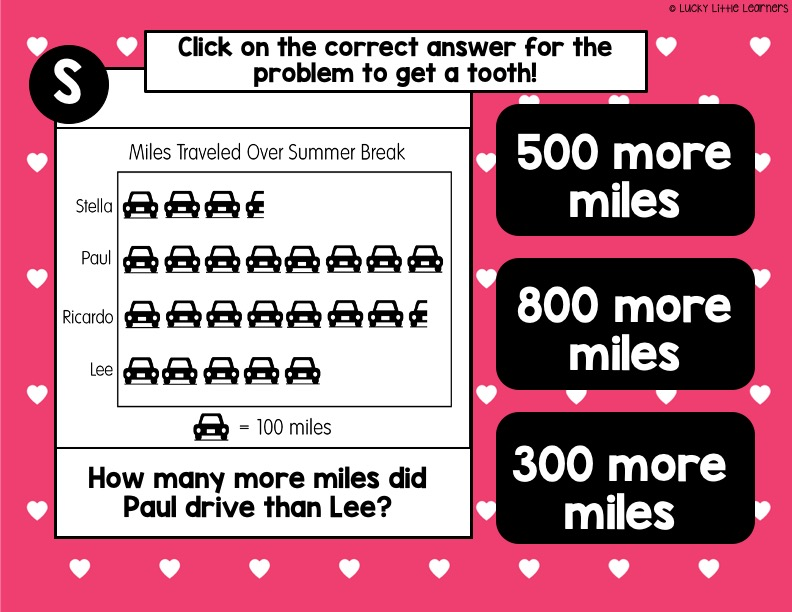 © Lucky Little Learners
Click on the correct answer for the
problem to get a tooth!
S
Miles Traveled Over Summer Break
Stella
Paul
Ricardo
Lee
= 100 miles
How many more miles did
Paul drive than Lee?
500 more
miles
800 more
miles
300 more
miles